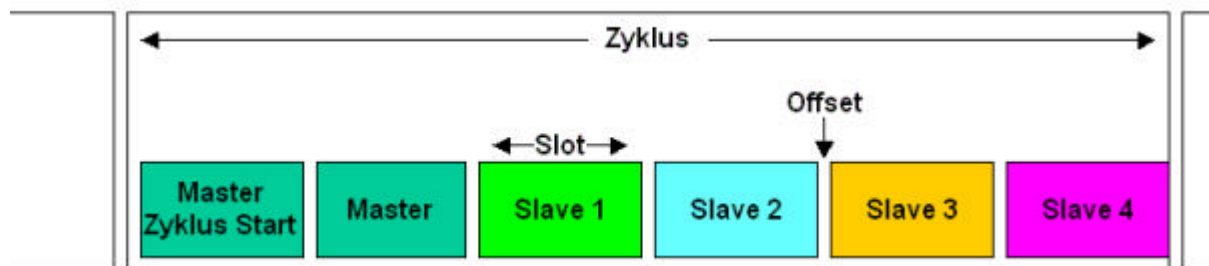 Zyklus
Offset
Slot
Master
Zyklus Start
Master
Slave 1
Slave 2
Slave 3
Slave 4